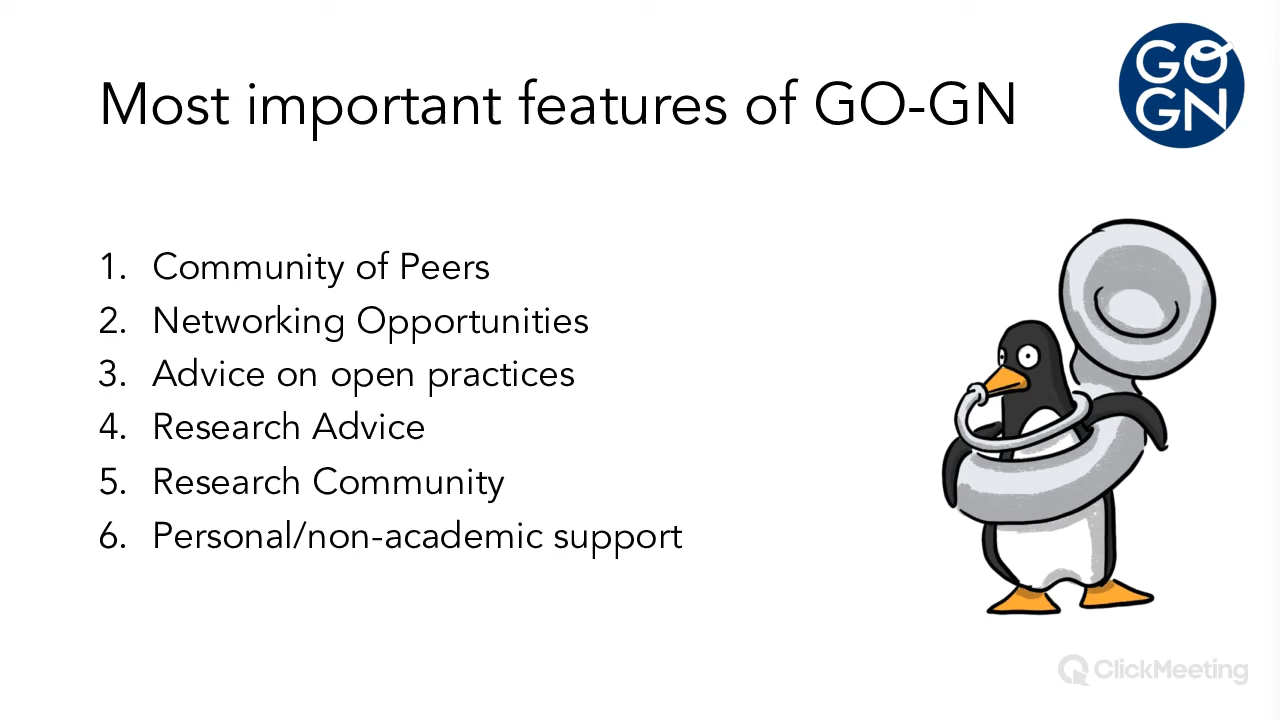 Most important features of GO-GN
GO
GN
1. Community of Peers
2. Networking Opportunities
3. Advice on open practices
4. Research Advice
5. Research Community
6. Personal/non-academic support
ClickMeeting